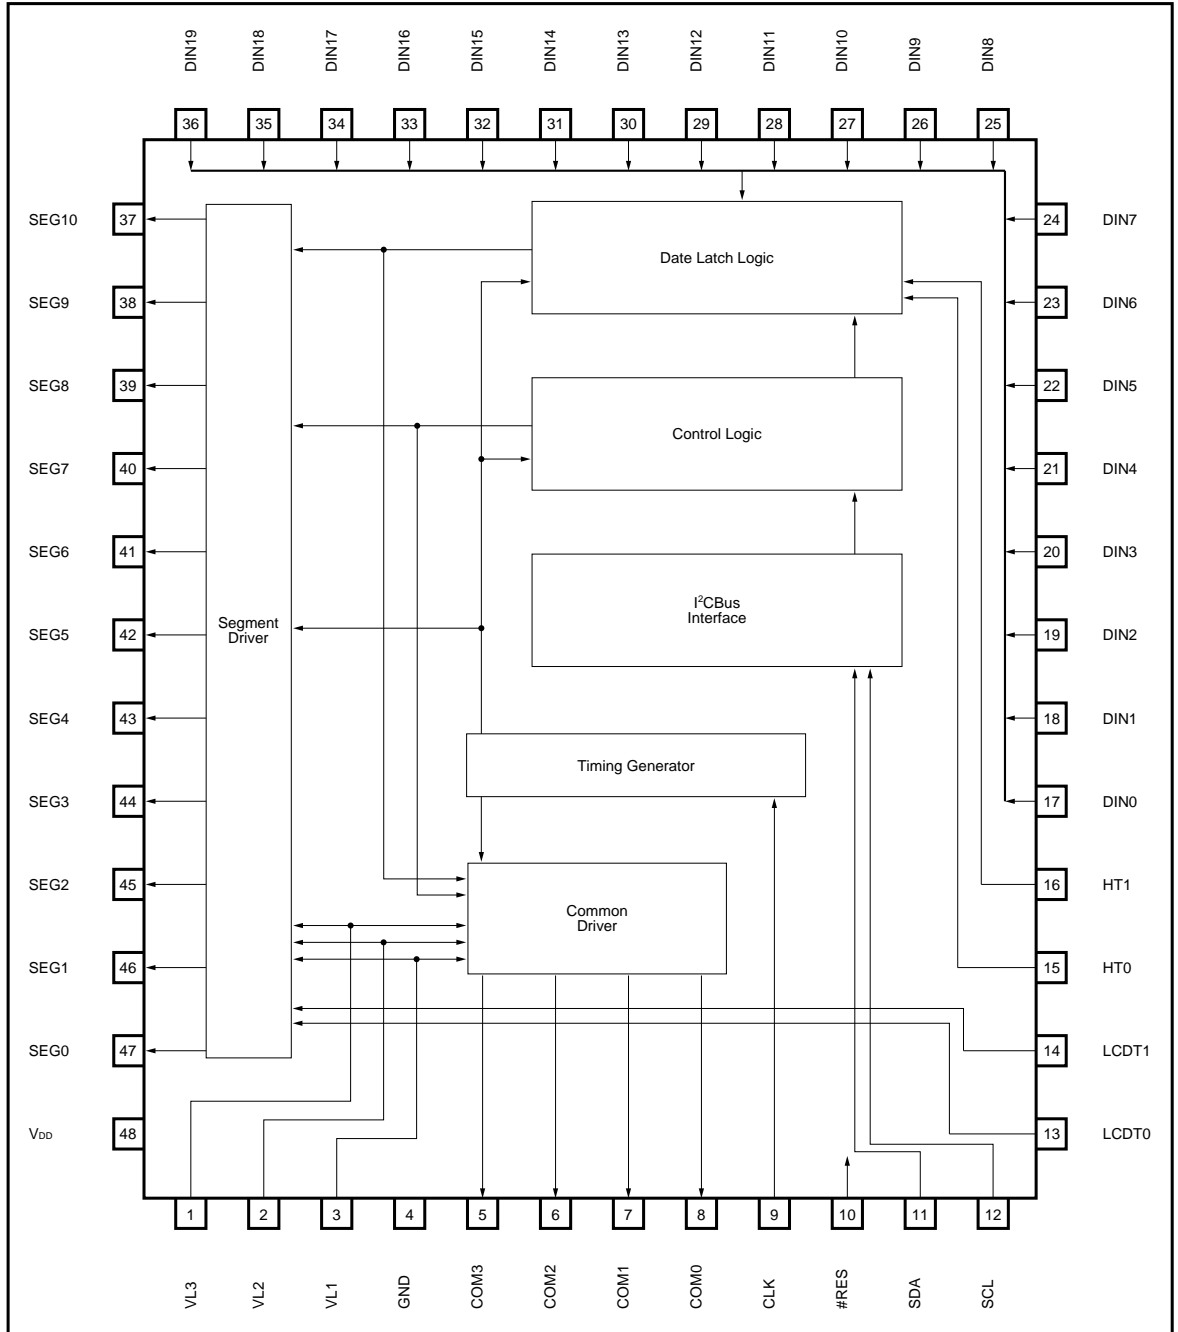 DIN19 DIN18 DIN17 DIN16 DIN15 DIN14 DIN13 DIN12 DIN11 DIN10 DIN9 DIN8
36 35 34 33 32 31 30 29 28 27 26 25
SEG10 37 24 DIN7
Date Latch Logic
SEG9 38 23 DIN6
SEG8 39 22 DIN5
Control Logic
SEG7 40 21 DIN4
SEG6 41 20 DIN3
I²CBus
Interface
Segment
Driver
SEG5 42 19 DIN2
SEG4 43 18 DIN1
Timing Generator
SEG3 44 17 DIN0
SEG2 45 16 HT1
Common
Driver
SEG1 46 15 HT0
SEG0 47 14 LCDT1
VDD 48 13 LCDT0
1 2 3 4 5 6 7 8 9 10 11 12
VL3 VL2 VL1 GND COM3 COM2 COM1 COM0 CLK #RES SDA SCL